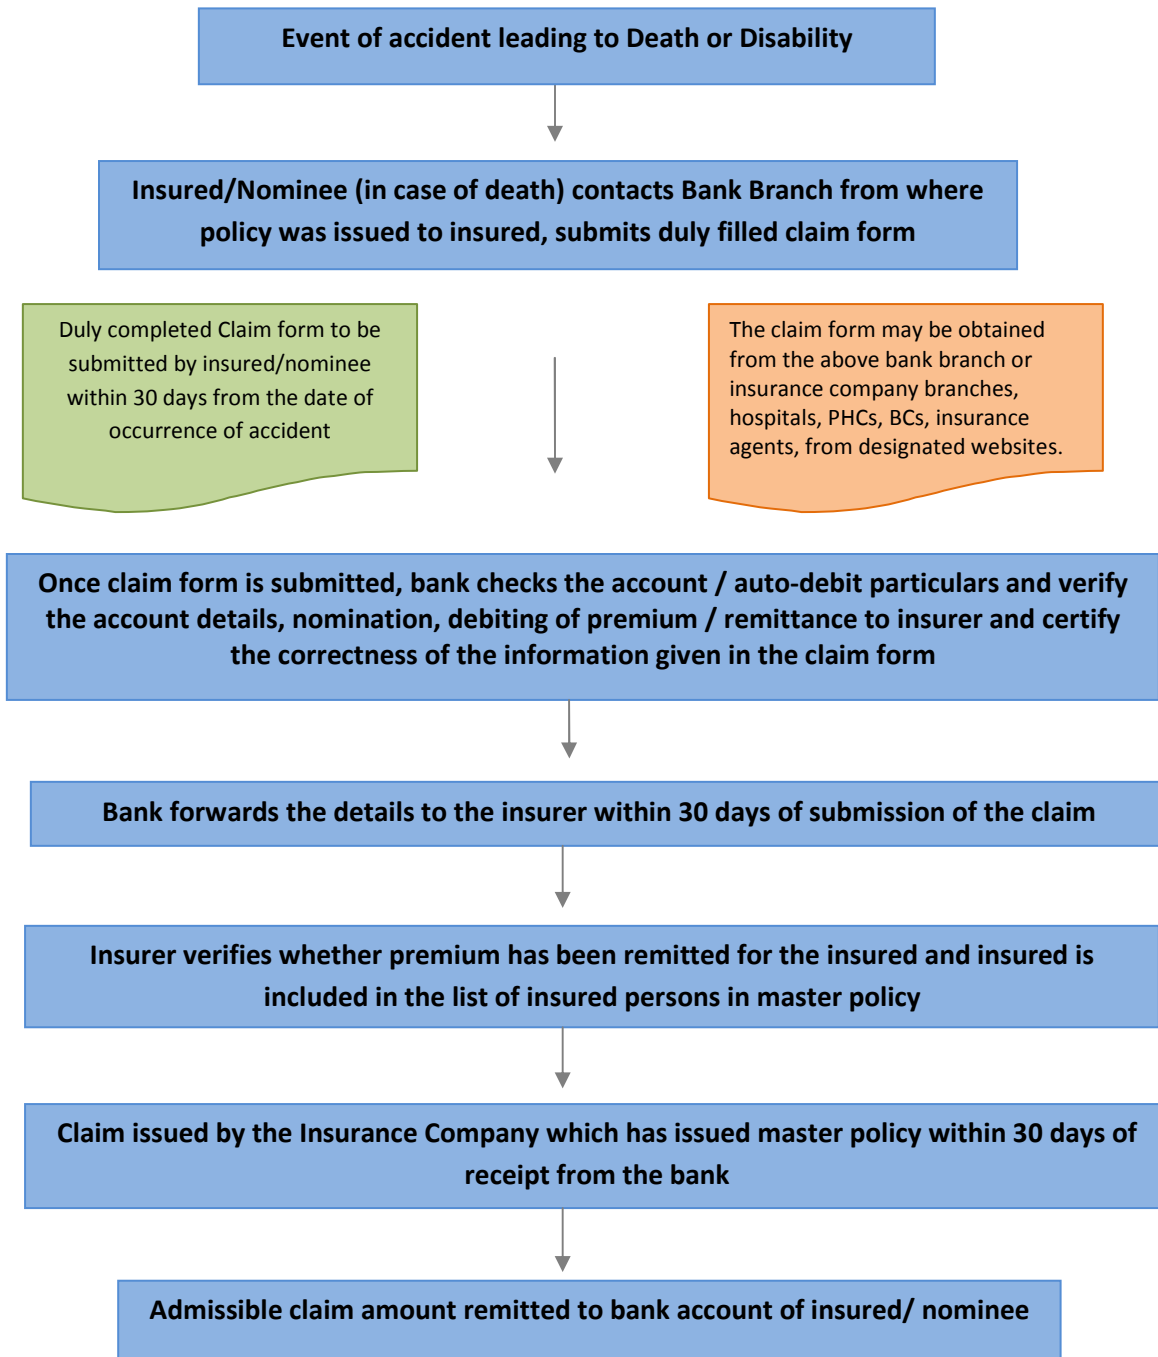 Event of accident leading to Death or Disability
Insured/Nominee (in case of death) contacts Bank Branch from where
policy was issued to insured, submits duly filled claim form
Duly completed Claim form to be
submitted by insured/nominee
within 30 days from the date of
occurrence of accident
The claim form may be obtained
from the above bank branch or
insurance company branches,
hospitals, PHCs, BCs, insurance
agents, from designated websites.
Once claim form is submitted, bank checks the account / auto-debit particulars and verify
the account details, nomination, debiting of premium / remittance to insurer and certify
the correctness of the information given in the claim form
Bank forwards the details to the insurer within 30 days of submission of the claim
Insurer verifies whether premium has been remitted for the insured and insured is
included in the list of insured persons in master policy
Claim issued by the Insurance Company which has issued master policy within 30 days of
receipt from the bank
Admissible claim amount remitted to bank account of insured/ nominee